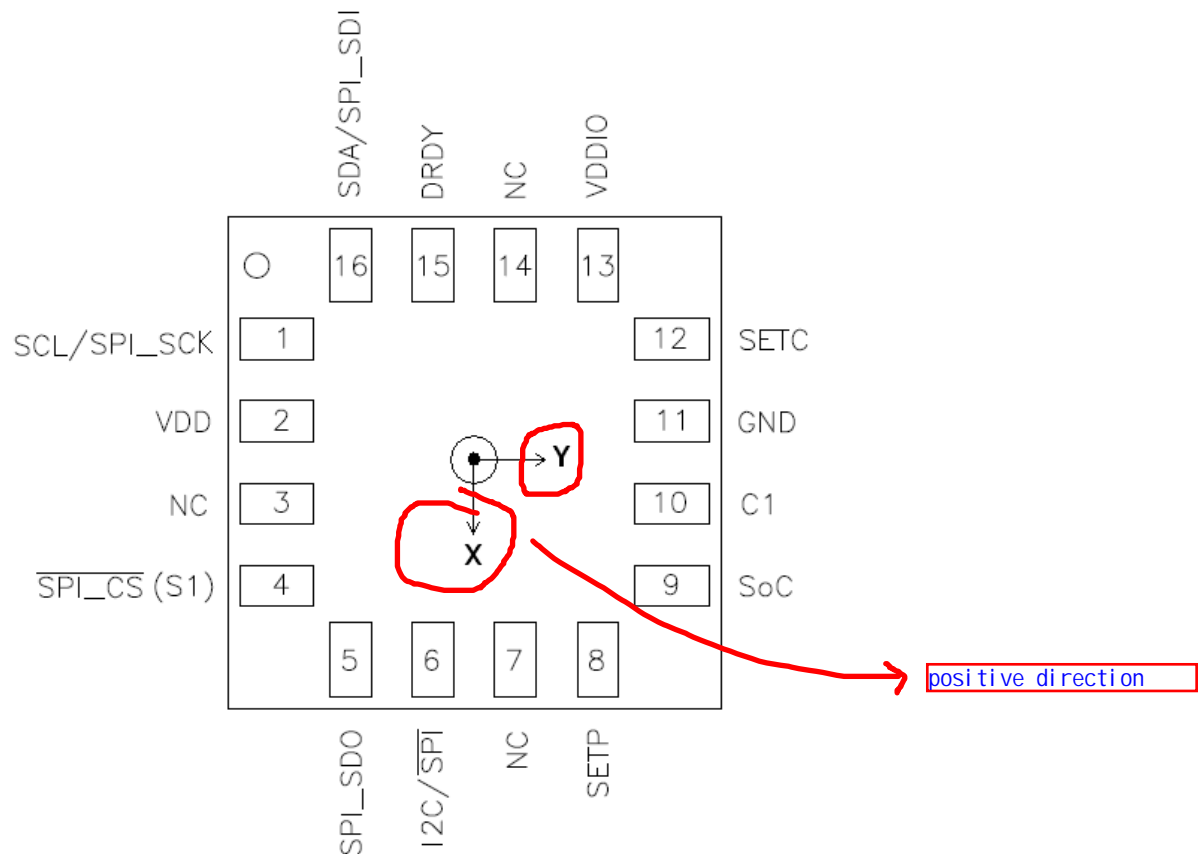 SDA/SPI_SDI
DRDY
NC
VDDIO
16
15
14
13
SCL/SPI_SCK
1
12
SETC
VDD
2
11
GND
Y
NC
3
10
C1
X
SPI_CS (S1)
4
9
SoC
5
6
7
8
positive direction
SPI_SDO
I2C/SPI
NC
SETP